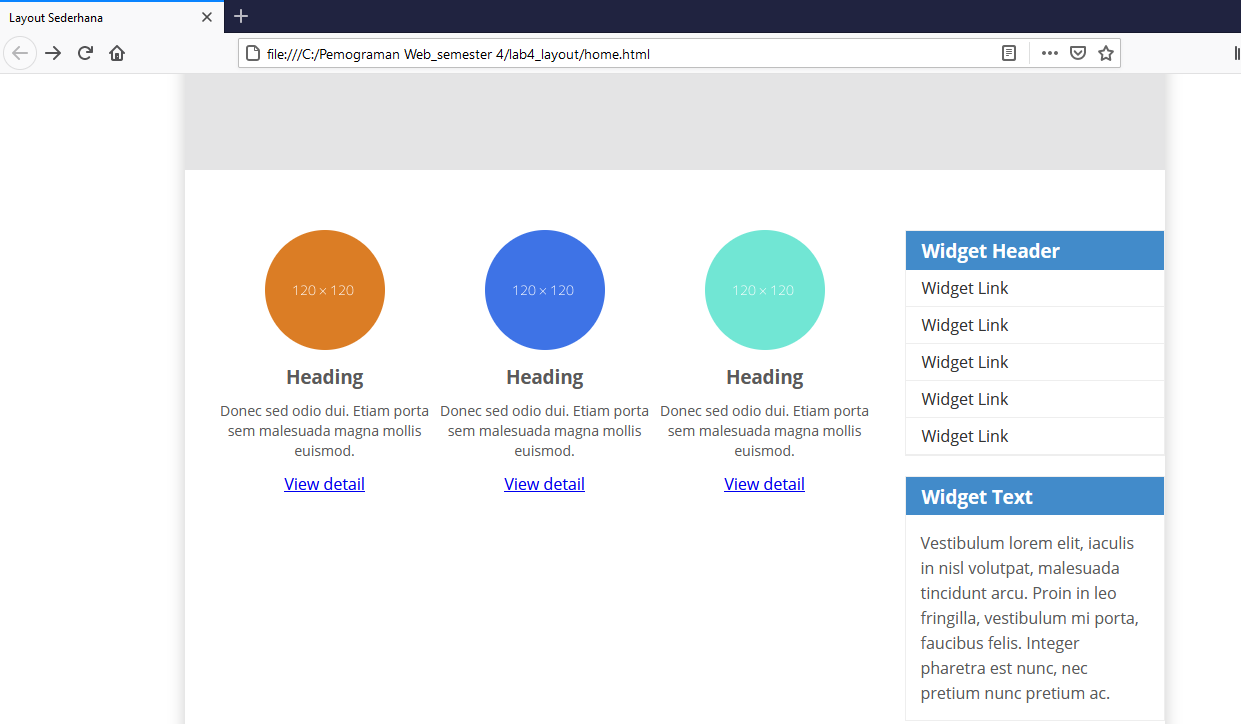 Layout Sederhana
file:///C:/Pemograman Web_semester 4/lab4_layout/home.html
120 × 120
Heading
Donec sed odio dui. Etiam porta
sem malesuada magna mollis
euismod.
View detail
120 × 120
Heading
Donec sed odio dui. Etiam porta
sem malesuada magna mollis
euismod.
View detail
120 × 120
Heading
Donec sed odio dui. Etiam porta
sem malesuada magna mollis
euismod.
View detail
Widget Header
Widget Link
Widget Link
Widget Link
Widget Link
Widget Link
Widget Text
Vestibulum lorem elit, iaculis
in nisl volutpat, malesuada
tincidunt arcu. Proin in leo
fringilla, vestibulum mi porta,
faucibus felis. Integer
pharetra est nunc, nec
pretium nunc pretium ac.